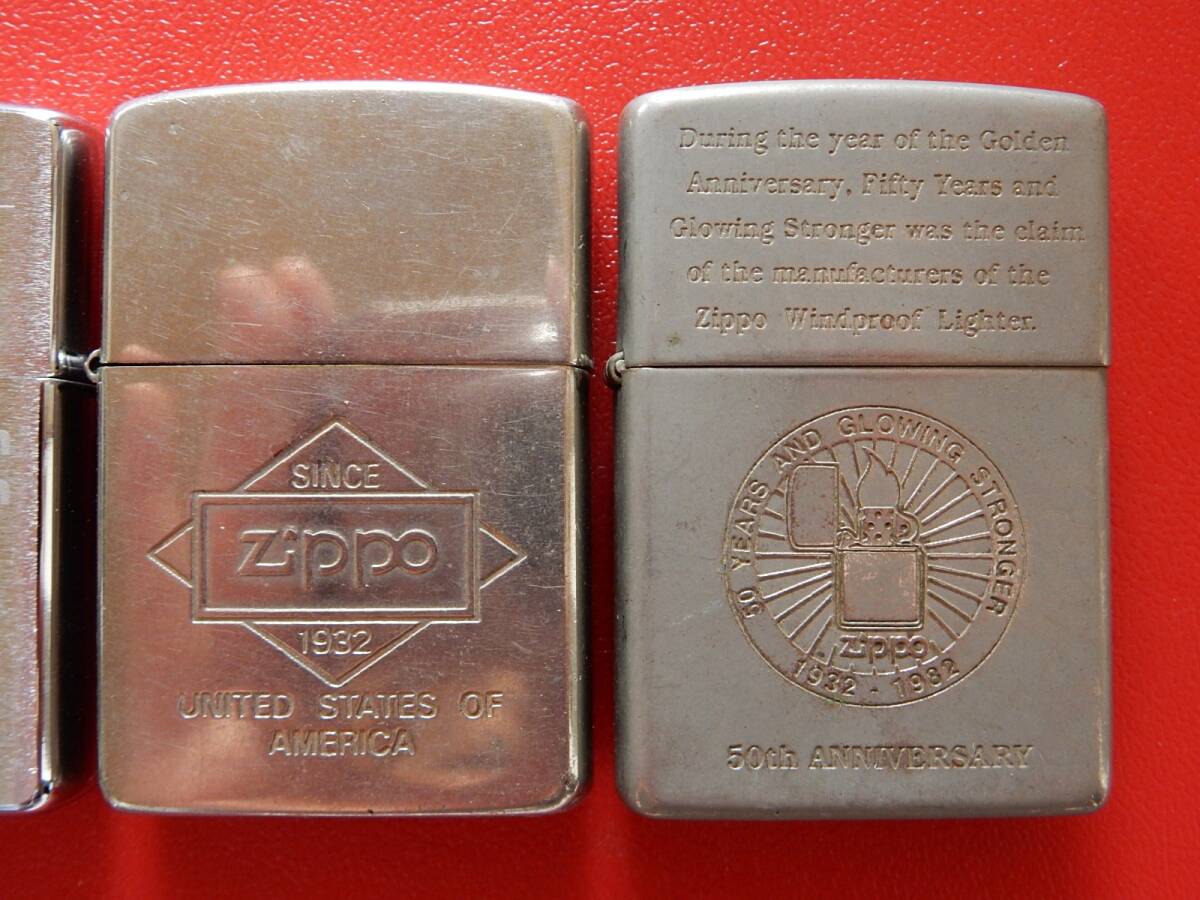 SINCE
Zippo
1932
UNITED STATES OF
AMERICA
During the year of the Golden
Anniversary, Fifty Years and
Glowing Stronger was the claim
of the manufacturers of the
Zippo Windproof Lighter.
50 YEARS AND GLOWING STRONGER
Zippo
1932 - 1982
50th ANNIVERSARY